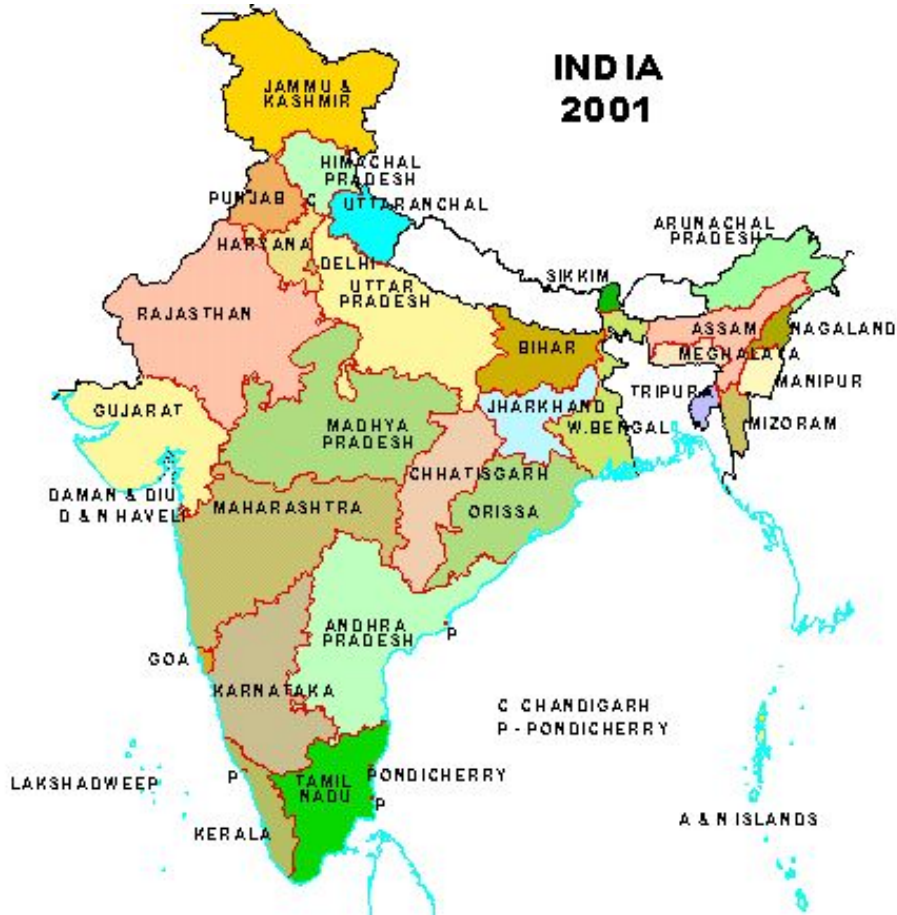 INDIA
2001
JAMMU &
KASHMIR
HIMACHAL
PRADESH
PUNJAB
C
UTTARANCHAL
HARYANA
DELHI
ARUNACHAL
PRADESH
UTTAR
PRADESH
SIKKIM
RAJASTHAN
BIHAR
ASSAM
NAGALAND
MEGHALAYA
TRIPURA
MANIPUR
GUJARAT
JHARKHAND
W.BENGAL
MIZORAM
MADHYA
PRADESH
CHHATISGARH
DAMAN & DIU
D & N HAVELI
MAHARASHTRA
ORISSA
ANDHRA
PRADESH
P
GOA
KARNATAKA
C CHANDIGARH
P - PONDICHERRY
LAKSHADWEEP
P
TAMIL
NADU
PONDICHERRY
P
KERALA
A & N ISLANDS